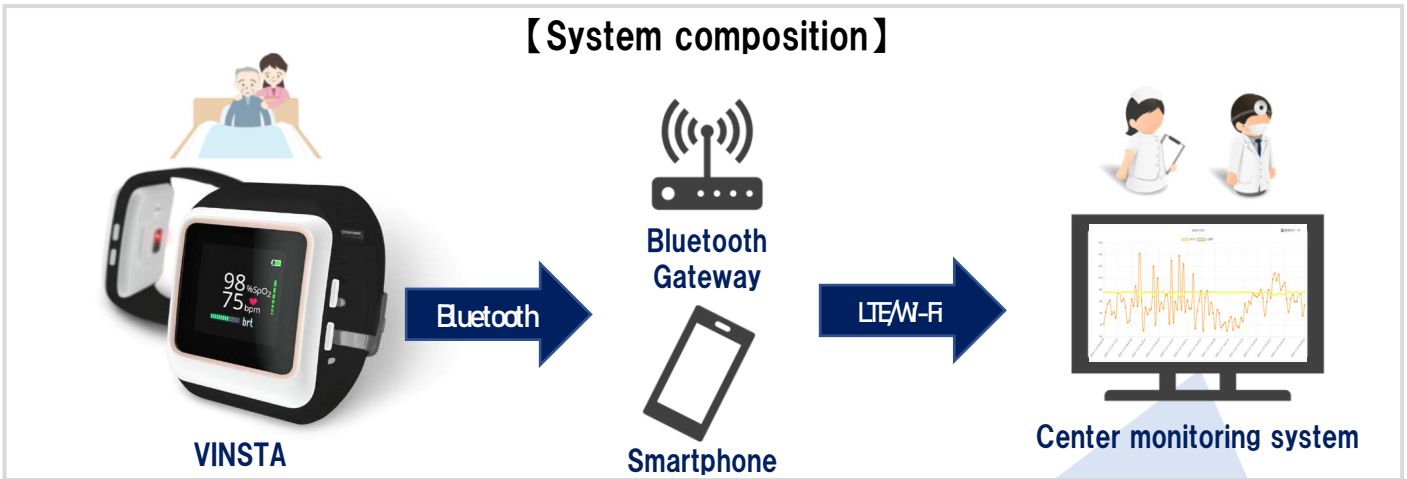 【System composition】
98 %SpO2
75 bpm
brt
VINSTA
Bluetooth
Bluetooth
Gateway
Smartphone
LTE/Wi-Fi
Center monitoring system